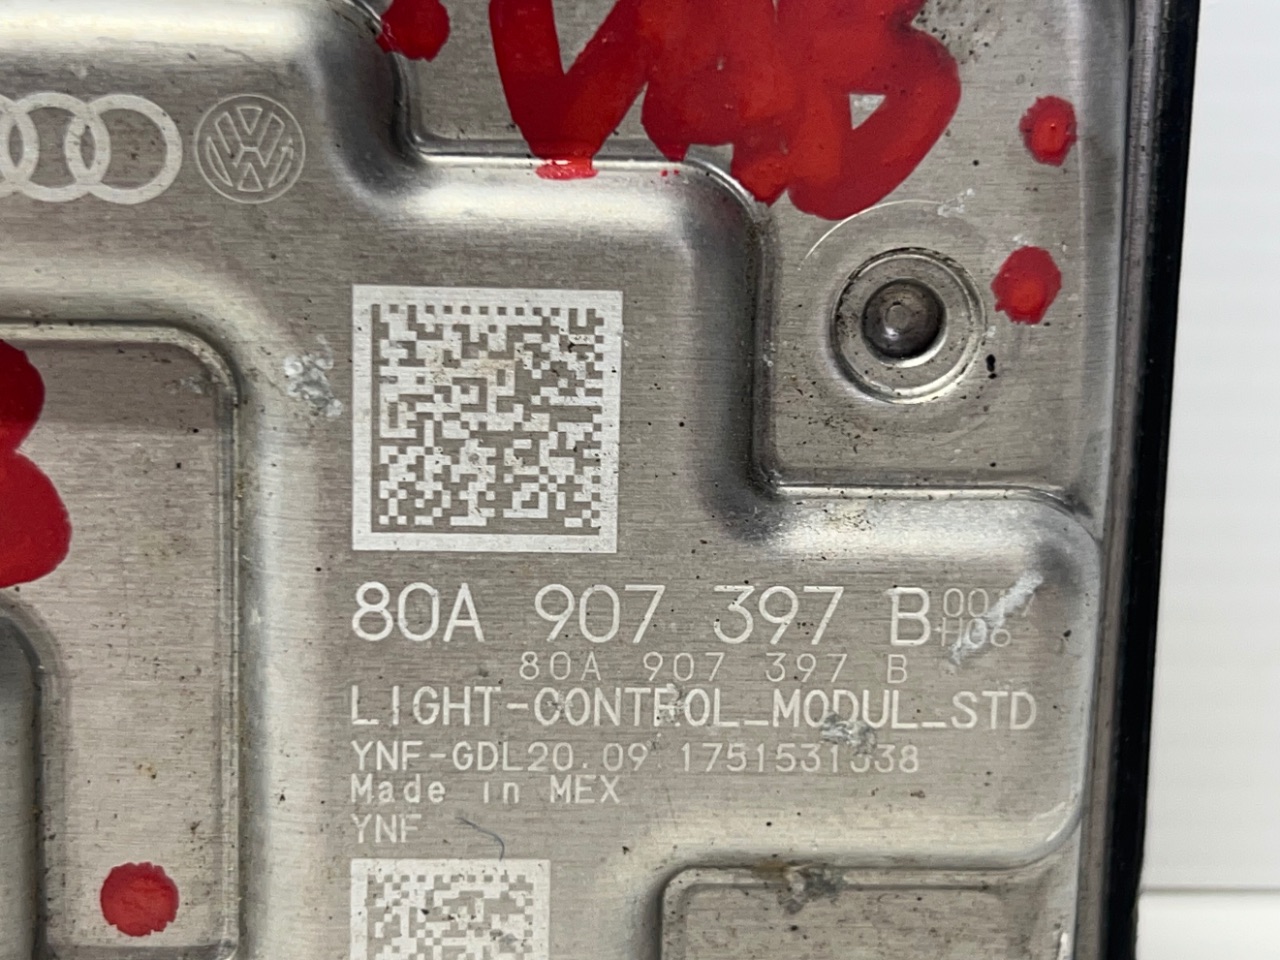 80A 907 397 B
80A 907 397 B
LIGHT-CONTROL_MODUL_STD
YNF-GDL20.09
Made in MEX
YNF